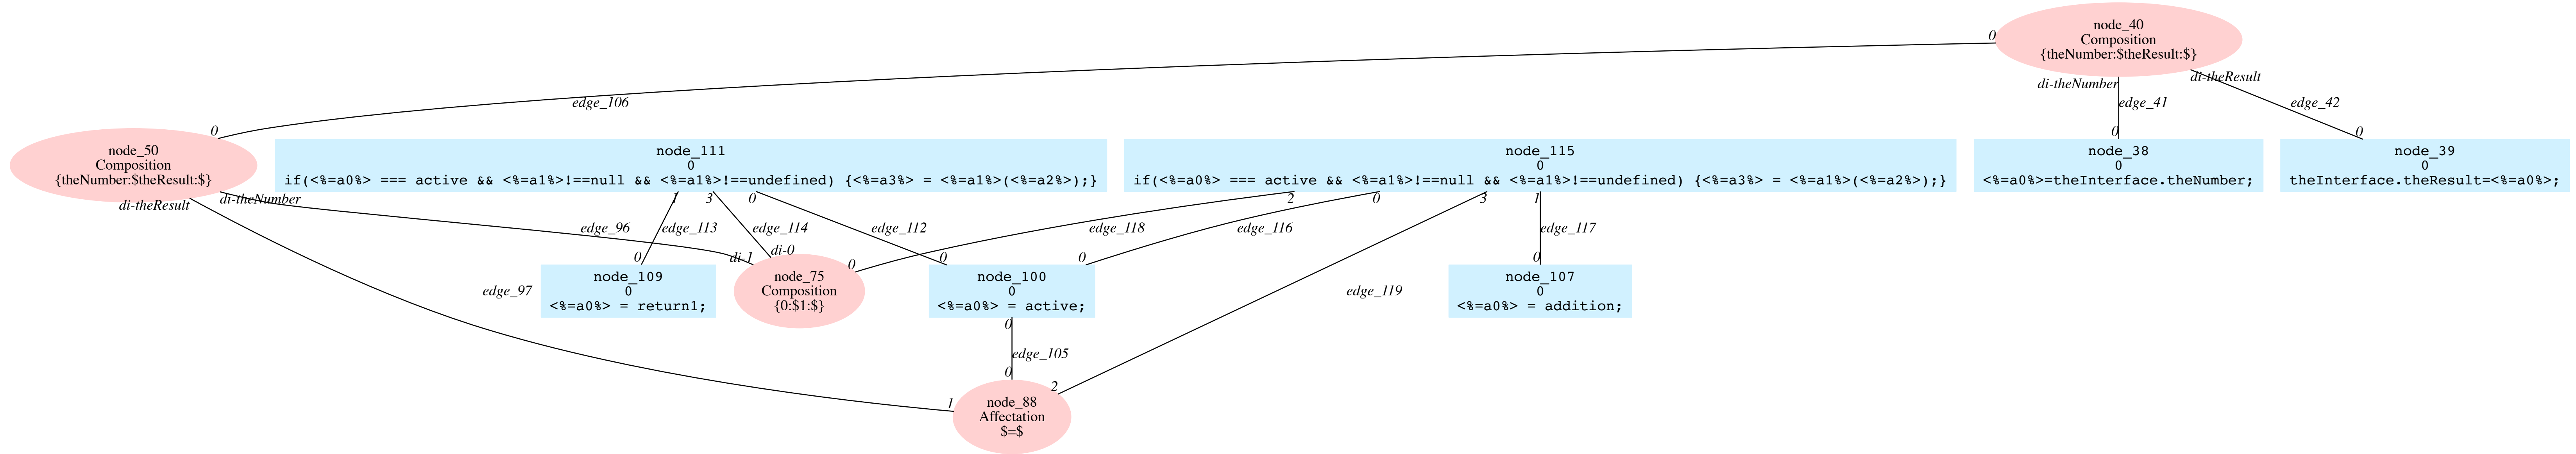 node_40
Composition
{theNumber:$theResult:$}
0
di-theNumber
di-theResult
edge_106
edge_41
edge_42
0
0
0
node_50
Composition
{theNumber:$theResult:$}
node_111
0
if(<%=a0%> === active && <%=a1%>!==null && <%=a1%>!==undefined) {<%=a3%> = <%=a1%>(<%=a2%>);}
node_115
0
if(<%=a0%> === active && <%=a1%>!==null && <%=a1%>!==undefined) {<%=a3%> = <%=a1%>(<%=a2%>);}
node_38
0
<%=a0%>=theInterface.theNumber;
node_39
0
theInterface.theResult=<%=a0%>;
di-theResult
di-theNumber
1
3
0
2
0
3
1
edge_96
edge_113
edge_114
edge_112
edge_118
edge_116
edge_117
0
di-1
di-0
0
0
0
0
node_109
0
<%=a0%> = return1;
node_75
Composition
{0:$1:$}
node_100
0
<%=a0%> = active;
node_107
0
<%=a0%> = addition;
edge_97
edge_119
0
edge_105
0
1
2
node_88
Affectation
$=$